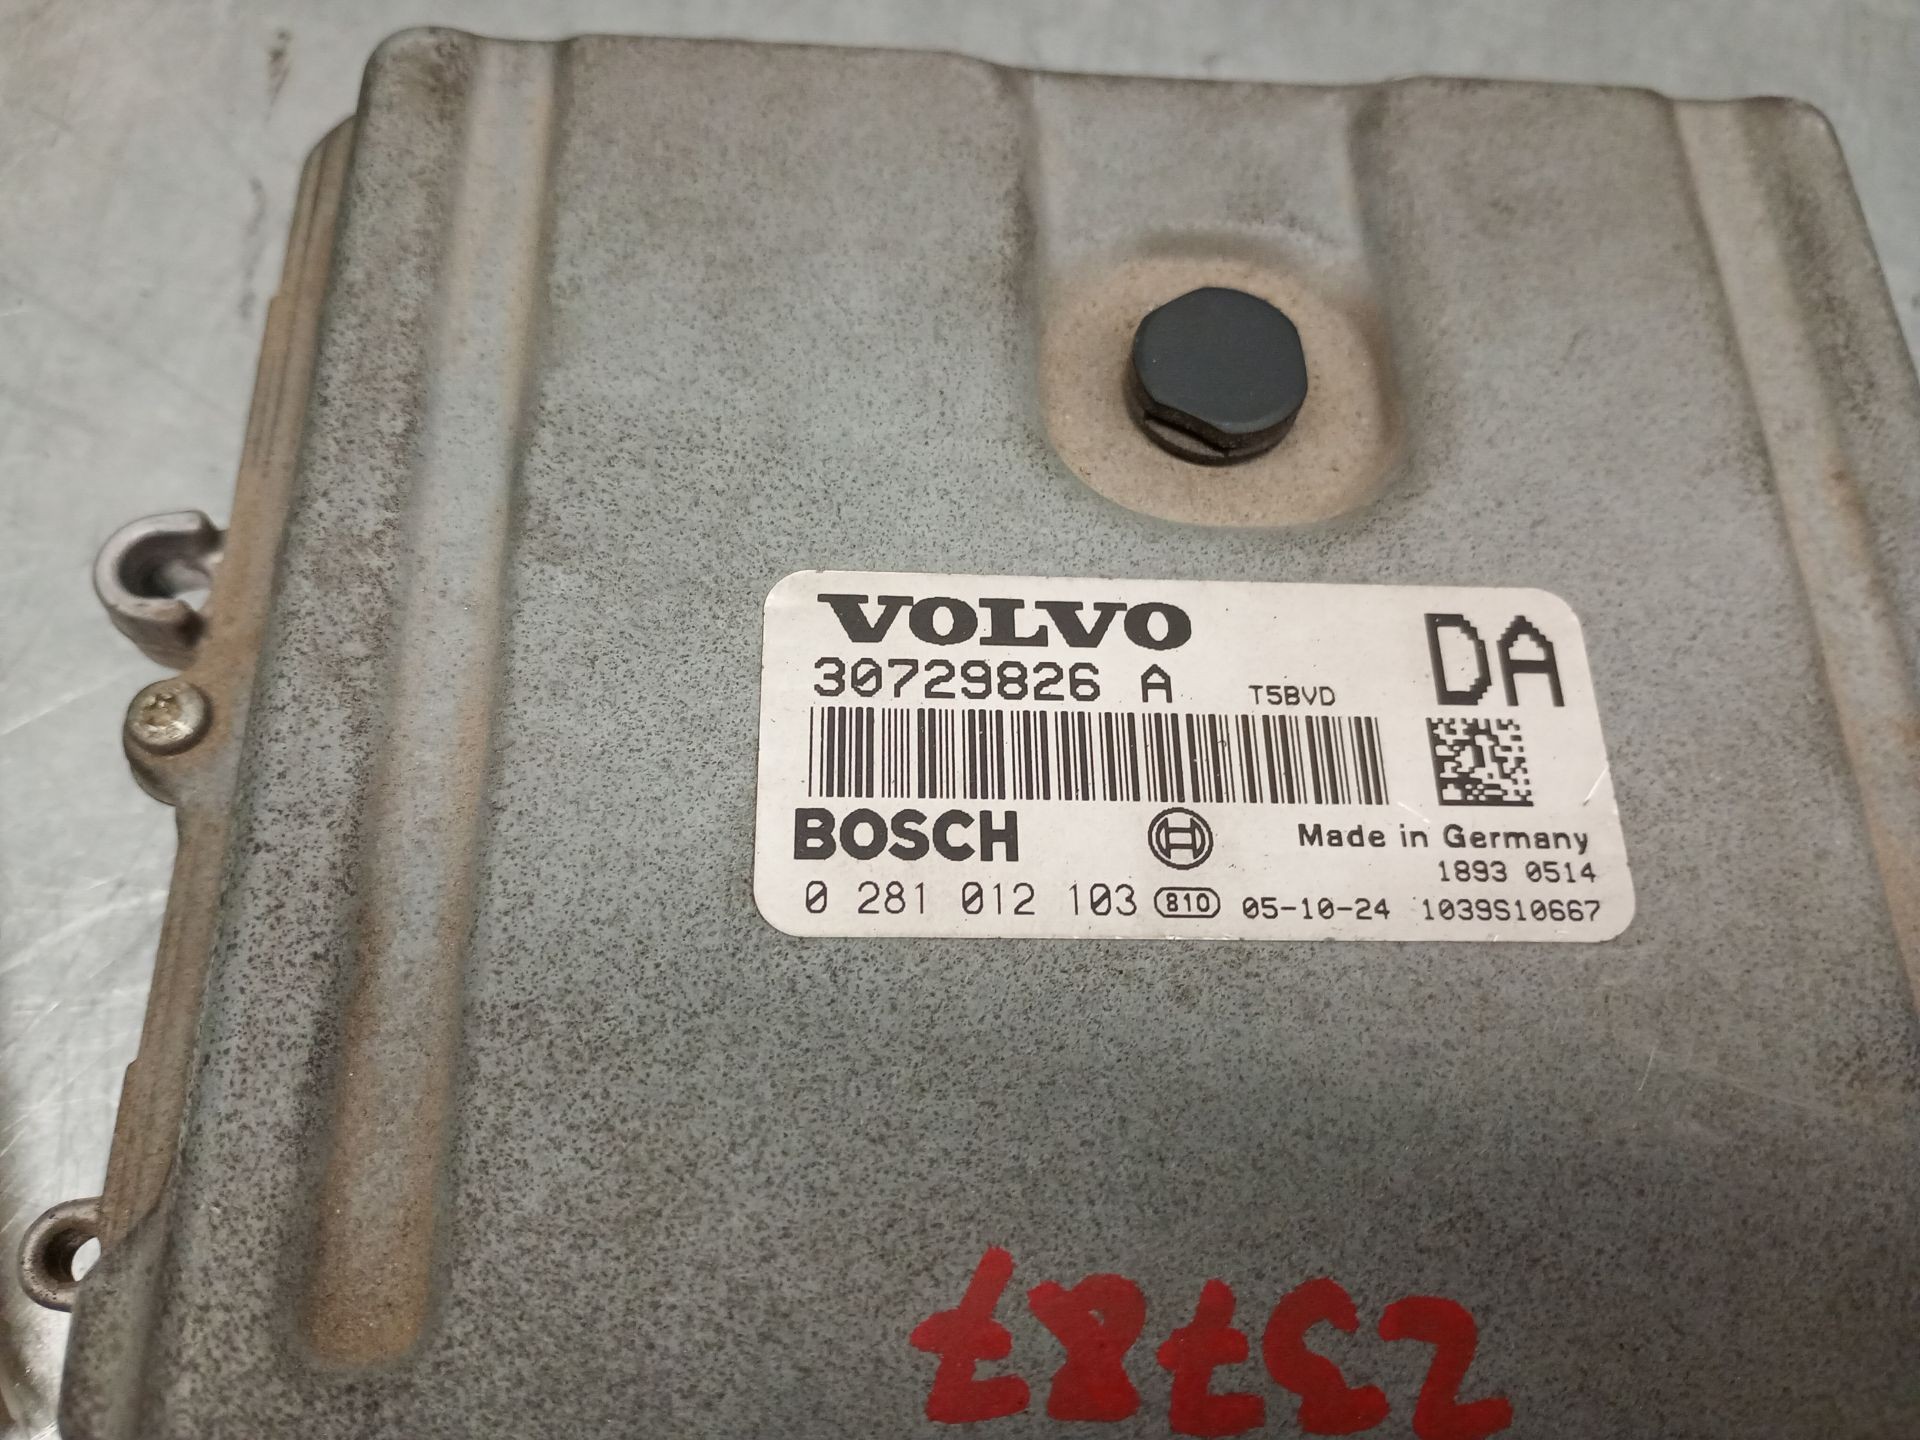 VOLVO
DA
30729826 A T5BVD
BOSCH Made in Germany
1893 0514
0 281 012 103 810 05-10-24 1039S10667
23787